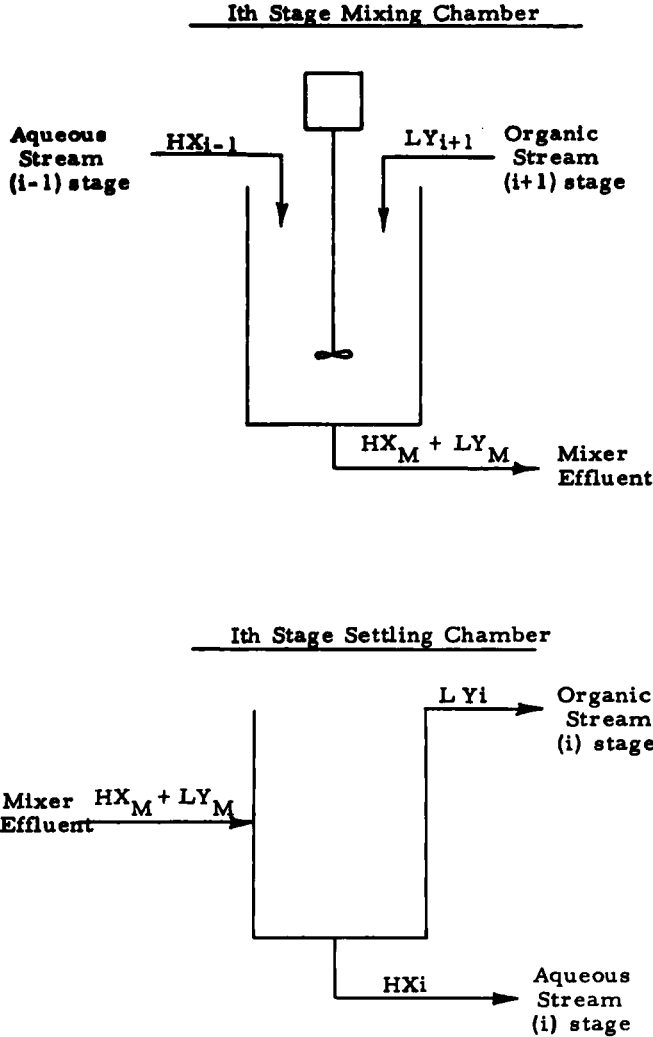 Ith Stage Mixing Chamber
Aqueous
Stream
(i-1) stage
HXi-1
LYi+1
Organic
Stream
(i+1) stage
HXM + LYM
Mixer
Effluent
Ith Stage Settling Chamber
L Yi
Organic
Stream
(i) stage
Mixer
Effluent
HXM + LYM
HXi
Aqueous
Stream
(i) stage